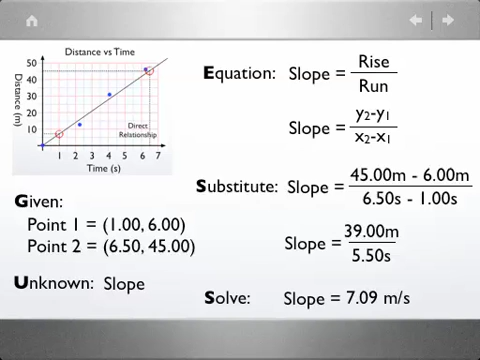 Distance vs Time
50
40
30
20
10
Distance (m)
Direct
Relationship
1 2 3 4 5 6 7
Time (s)
Given:
Point 1 = (1.00, 6.00)
Point 2 = (6.50, 45.00)
Unknown: Slope
Equation: Slope = Rise
Run
Slope = y2-y1
x2-x1
Substitute: Slope = 45.00m - 6.00m
6.50s - 1.00s
Slope = 39.00m
5.50s
Solve: Slope = 7.09 m/s